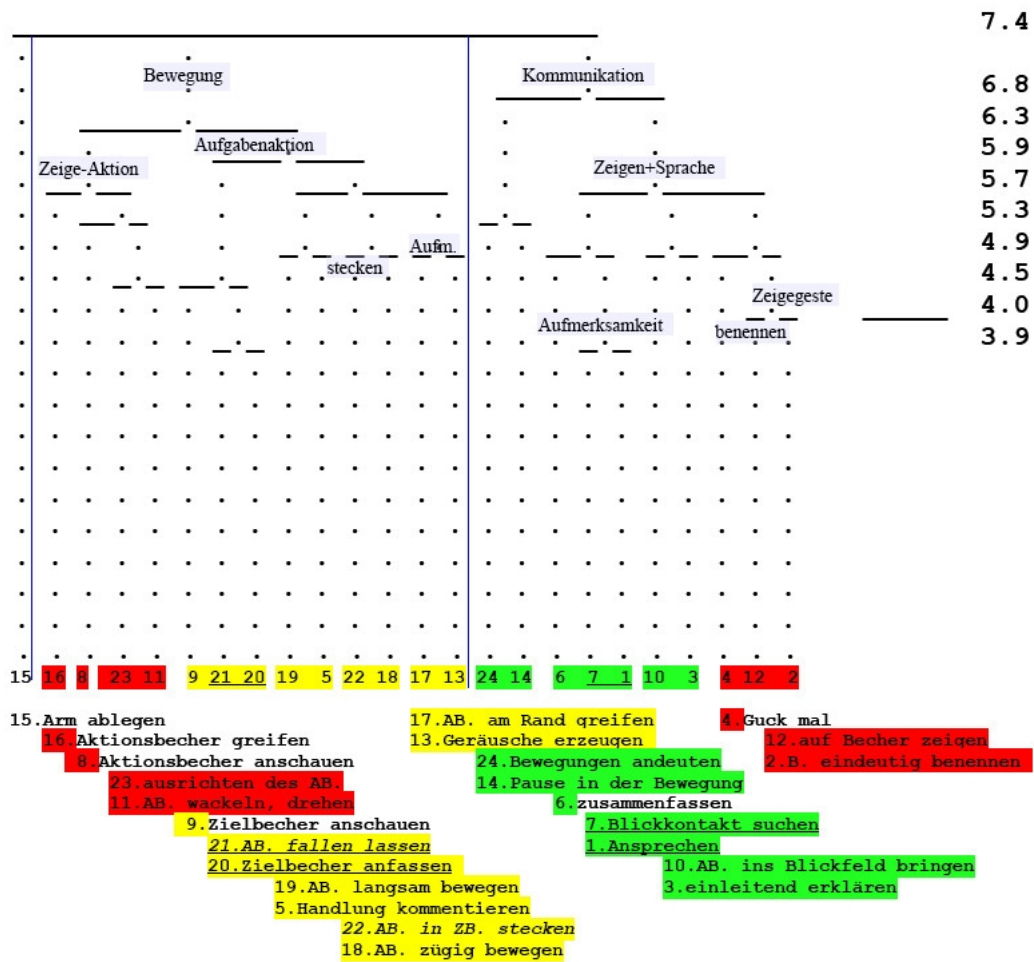 7.4
Bewegung
Kommunikation
6.8
6.3
Aufgabenaktion
5.9
Zeige-Aktion
Zeigen+Sprache
5.7
5.3
Aufm.
4.9
stecken
4.5
Zeigegeste
4.0
Aufmerksamkeit
benennen
3.9
15 16 8 23 11 9 21 20 19 5 22 18 17 13 24 14 6 7 1 10 3 4 12 2
15.Arm ablegen
16.Aktionsbecher greifen
8.Aktionsbecher anschauen
23.ausrichten des AB.
11.AB. wackeln, drehen
9.Zielbecher anschauen
21.AB. fallen lassen
20.Zielbecher anfassen
19.AB. langsam bewegen
5.Handlung kommentieren
22.AB. in ZB. stecken
18.AB. zügig bewegen
17.AB. am Rand greifen
13.Geräusche erzeugen
24.Bewegungen andeuten
14.Pause in der Bewegung
6.zusammenfassen
7.Blickkontakt suchen
1.Ansprechen
10.AB. ins Blickfeld bringen
3.einleitend erklären
4.Guck mal
12.auf Becher zeigen
2.B. eindeutig benennen